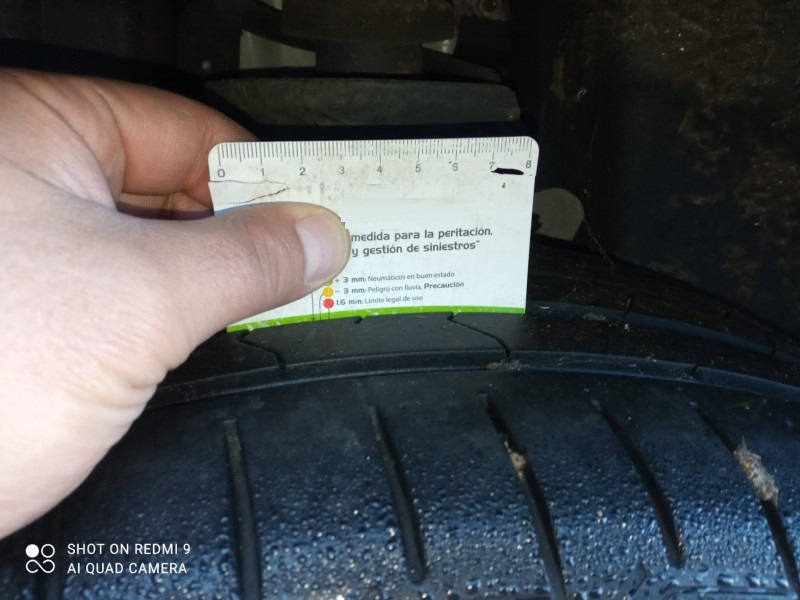 0 1 2 3 4 5 6 7 8
medida para la peritación,
y gestión de siniestros"
+ 3 mm: Neumáticos en buen estado
- 3 mm: Peligro con lluvia. Precaución
1.6 mm: Límite legal de uso
SHOT ON REDMI 9
AI QUAD CAMERA